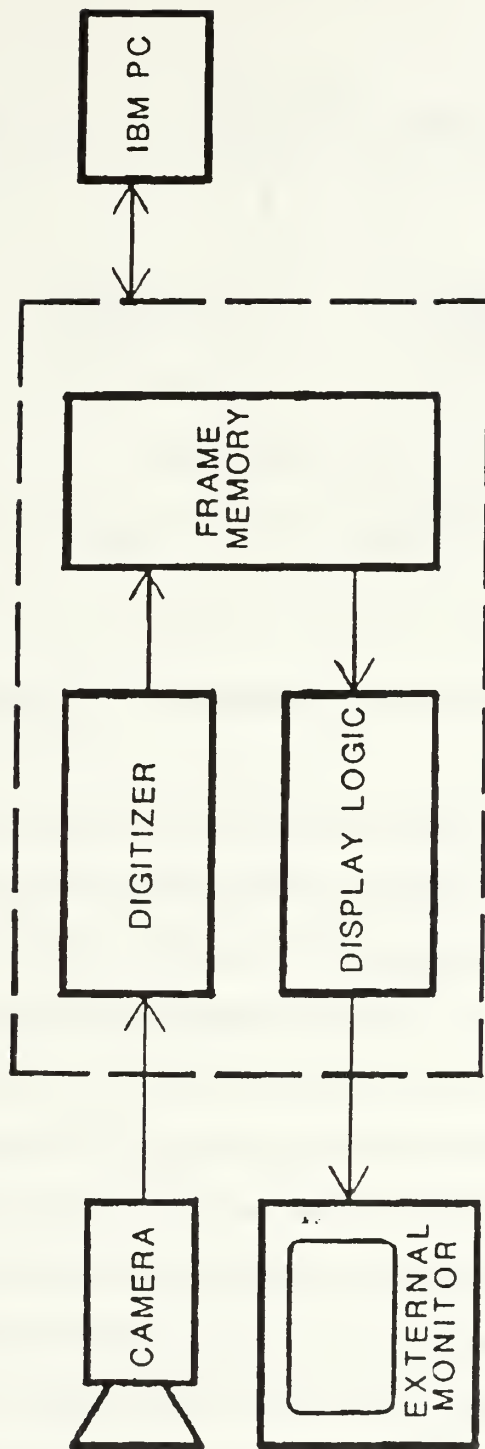 CAMERA
DIGITIZER
FRAME
MEMORY
IBM PC
EXTERNAL
MONITOR
DISPLAY LOGIC